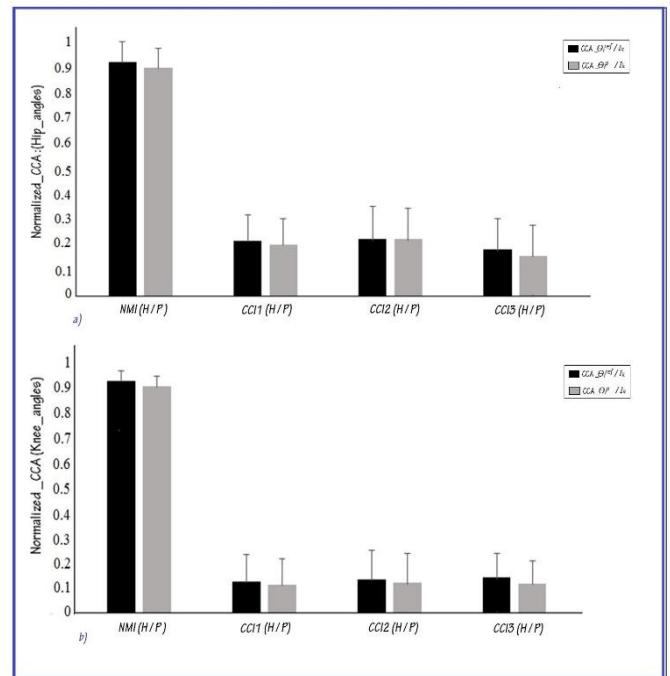 Normalized_CCA:(Hip_angles)
1
0.9
0.8
0.6
0.5
0.4
0.3
0.2
0.1
0
NMI (H / P)
CCI1 (H / P)
CCI2 (H / P)
CCI3 (H / P)
a)
Normalized_CCA (Knee_angles)
1
0.9
0.8
0.7
0.6
0.5
0.4
0.3
0.2
0.1
0
NMI (H / P)
CCI1 (H / P)
CCI2 (H / P)
CCI3 (H / P)
b)